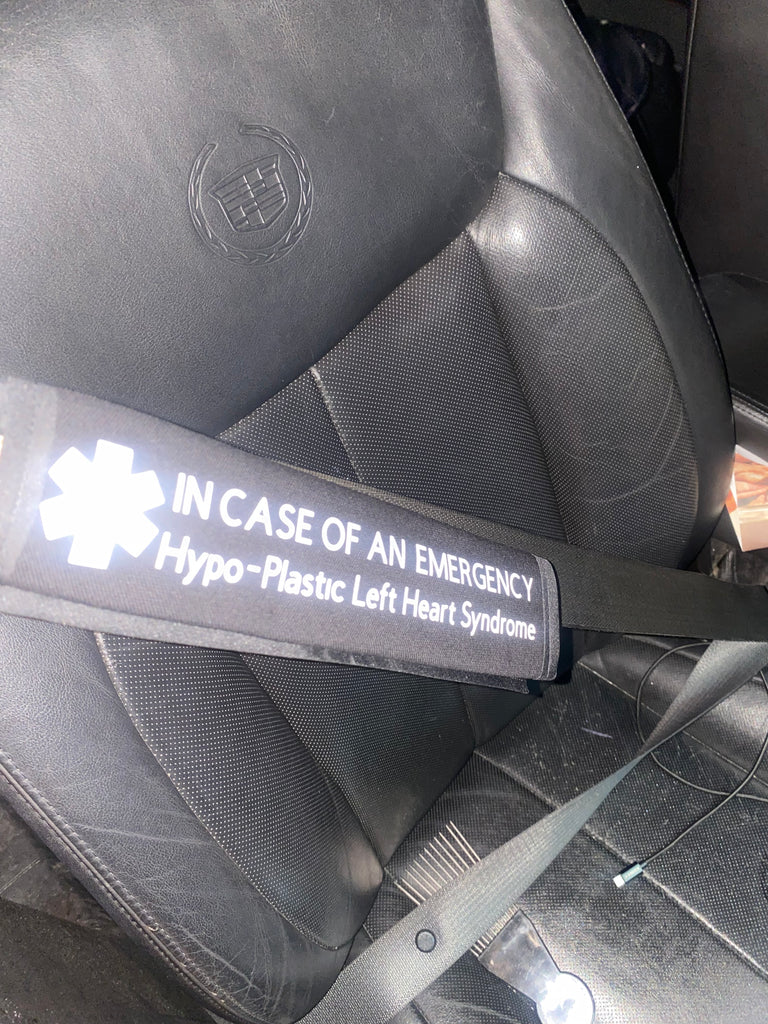 IN CASE OF AN EMERGENCY
Hypo-Plastic Left Heart Syndrome